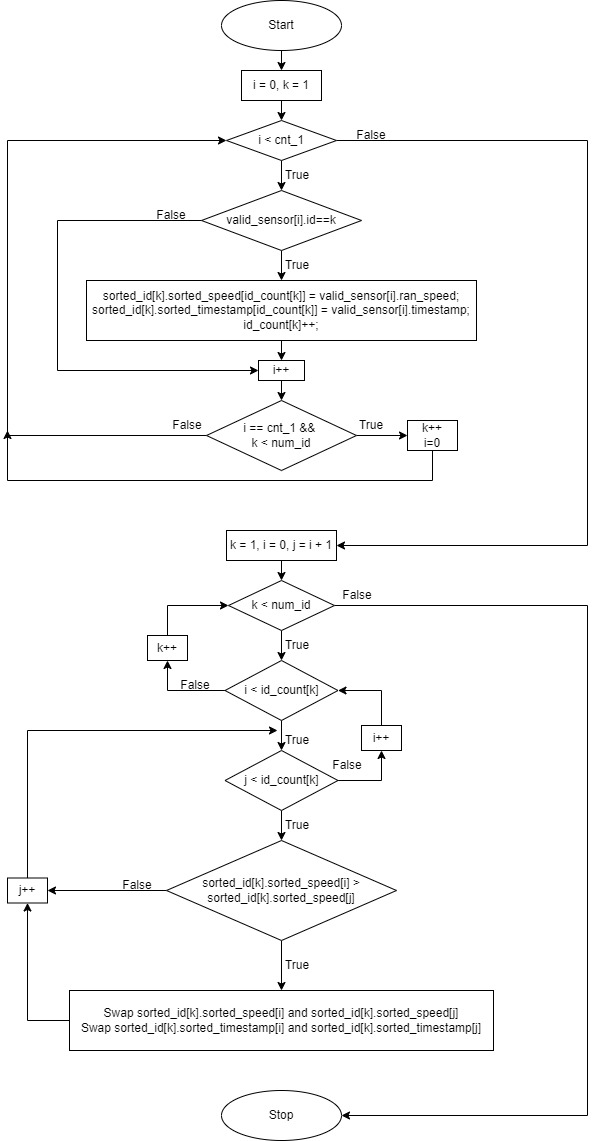 Start
i = 0, k = 1
i < cnt_1
False
True
valid_sensor[i].id==k
False
True
sorted_id[k].sorted_speed[id_count[k]] = valid_sensor[i].ran_speed;
sorted_id[k].sorted_timestamp[id_count[k]] = valid_sensor[i].timestamp;
id_count[k]++;
i++
False
i == cnt_1 &&
k < num_id
True
k++
i=0
k = 1, i = 0, j = i + 1
k < num_id
False
True
k++
False
i < id_count[k]
True
i++
j < id_count[k]
False
True
j++
False
sorted_id[k].sorted_speed[i] >
sorted_id[k].sorted_speed[j]
True
Swap sorted_id[k].sorted_speed[i] and sorted_id[k].sorted_speed[j]
Swap sorted_id[k].sorted_timestamp[i] and sorted_id[k].sorted_timestamp[j]
Stop